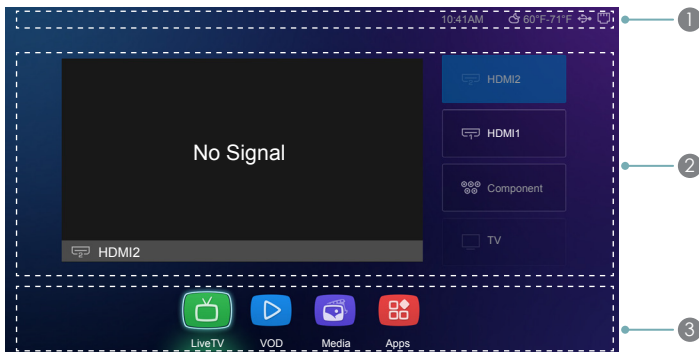 10:41AM 60°F-71°F
1
HDMI2
HDMI1
No Signal
Component
2
TV
HDMI2
LiveTV VOD Media Apps
3